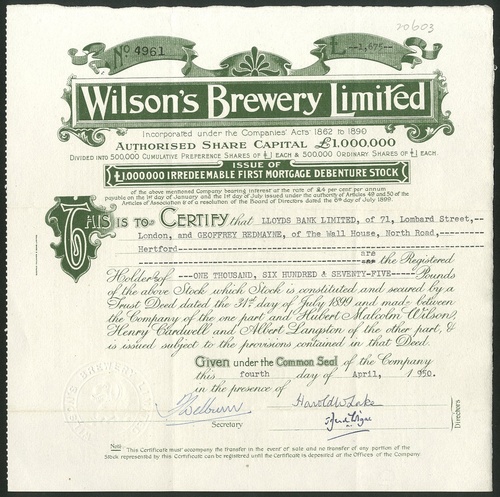 20603
No 4961
£ --1,675--
Wilson's Brewery Limited
Incorporated under the Companies' Acts 1862 to 1890
AUTHORISED SHARE CAPITAL £1,000,000
DIVIDED INTO 500,000 CUMULATIVE PREFERENCE SHARES OF £1 EACH & 500,000 ORDINARY SHARES OF £1 EACH.
ISSUE OF
£1,000,000 IRREDEEMABLE FIRST MORTGAGE DEBENTURE STOCK
of the above mentioned Company bearing interest at the rate of £4 per cent per annum
payable on the 1st day of January and the 1st day of July issued under the authority of Articles 49 and 50 of the
Articles of Association & of a resolution of the Board of Directors dated the 6th day of July 1899.
THIS IS TO CERTIFY that LLOYDS BANK LIMITED, of 71, Lombard Street,---
London, and GEOFFREY REDMAYNE, of The Wall House, North Road,------
Hertford------
are
the Registered
Holders of ---ONE THOUSAND, SIX HUNDRED & SEVENTY-FIVE----- Pounds
of the above Stock which Stock is constituted and secured by a
Trust Deed dated the 31st day of July 1899 and made between
the Company of the one part and Hubert Malcolm Wilson,
Henry Cardwell and Albert Langton of the other part, &
is issued subject to the provisions contained in that Deed.
Given under the Common Seal of the Company
this fourth day of April, 1950.
in the presence of
Harold W Lake
Secretary
Directors
Note: This Certificate must accompany the transfer in the event of sale and no transfer of any portion of the
Stock represented by this Certificate can be registered until the Certificate is deposited at the Offices of the Company